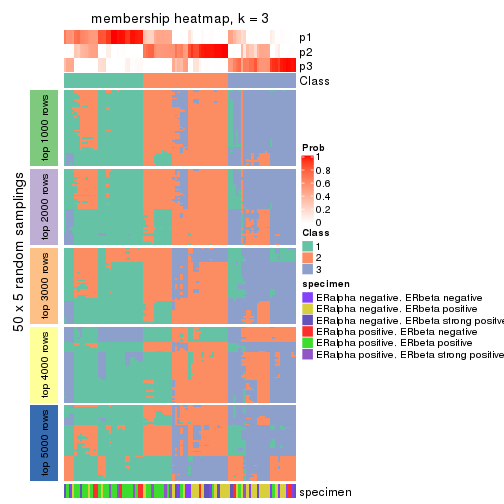 membership heatmap, k = 3
p1
p2
p3
Class
50 x 5 random samplings
top 1000 rows
top 2000 rows
top 3000 rows
top 4000 rows
top 5000 rows
Prob
1
0.8
0.6
0.4
0.2
0
Class
1
2
3
specimen
ERalpha negative. ERbeta negative
ERalpha negative. ERbeta positive
ERalpha negative. ERbeta strong positive
ERalpha positive. ERbeta negative
ERalpha positive. ERbeta positive
ERalpha positive. ERbeta strong positive
specimen